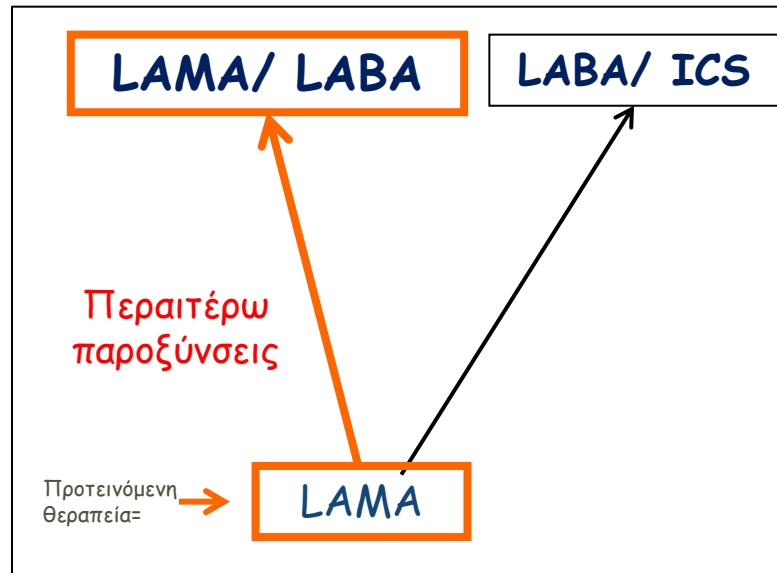 LAMA/ LABA
LABA/ ICS
Περαιτέρω
παροξύνσεις
Προτεινόμενη
θεραπεία=
LAMA